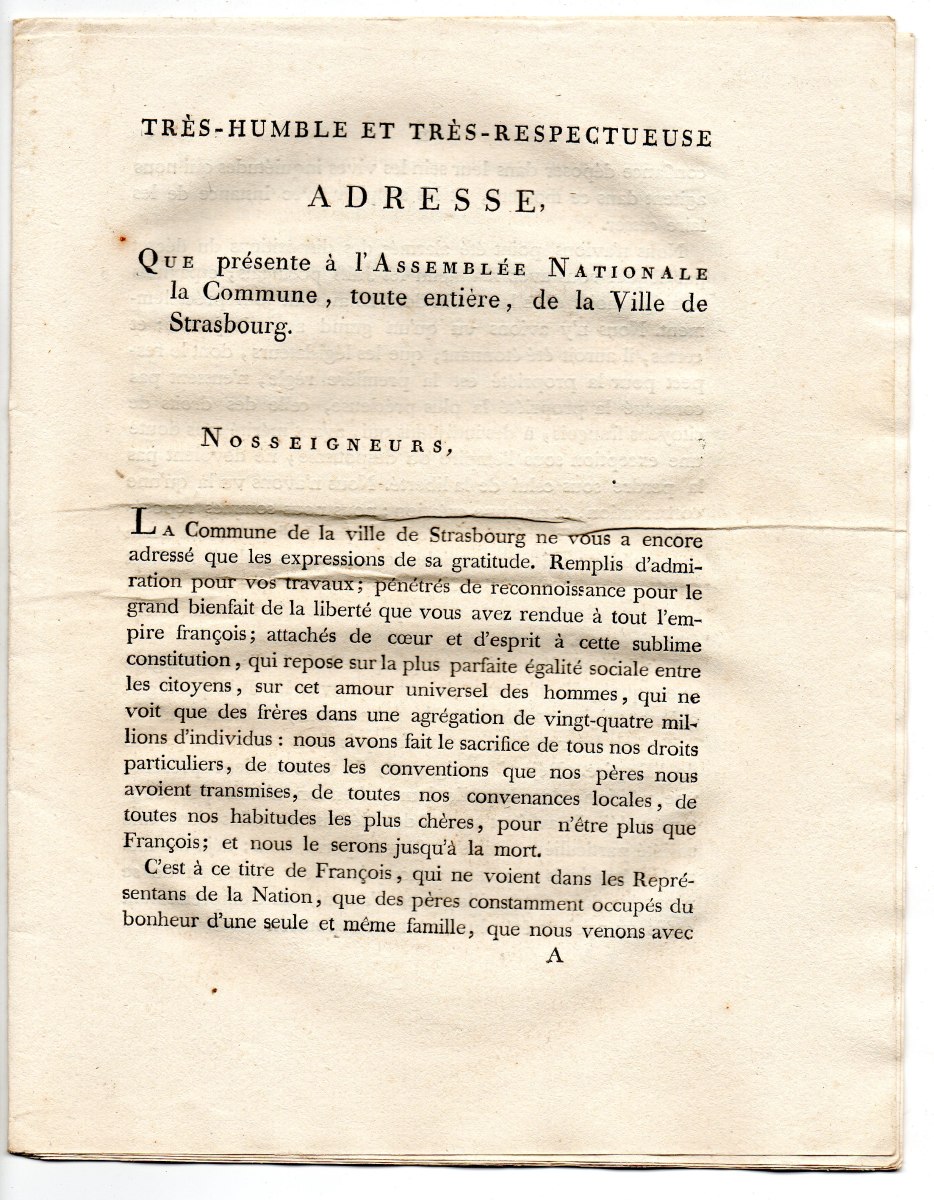 TRÈS-HUMBLE ET TRÈS-RESPECTUEUSE
ADRESSE,
QUE présente à l'ASSEMBLÉE NATIONALE
la Commune, toute entière, de la Ville de
Strasbourg.
NOSSEIGNEURS,
LA Commune de la ville de Strasbourg ne vous a encore
adressé que les expressions de sa gratitude. Remplis d'admi-
ration pour vos travaux; pénétrés de reconnoissance pour le
grand bienfait de la liberté que vous avez rendue à tout l'em-
pire françois; attachés de cœur et d'esprit à cette sublime
constitution, qui repose sur la plus parfaite égalité sociale entre
les citoyens, sur cet amour universel des hommes, qui ne
voit que des frères dans une agrégation de vingt-quatre mil-
lions d'individus : nous avons fait le sacrifice de tous nos droits
particuliers, de toutes les conventions que nos pères nous
avoient transmises, de toutes nos convenances locales, de
toutes nos habitudes les plus chères, pour n'être plus que
François; et nous le serons jusqu'à la mort.
C'est à ce titre de François, qui ne voient dans les Repré-
sentans de la Nation, que des pères constamment occupés du
bonheur d'une seule et même famille, que nous venons avec
A